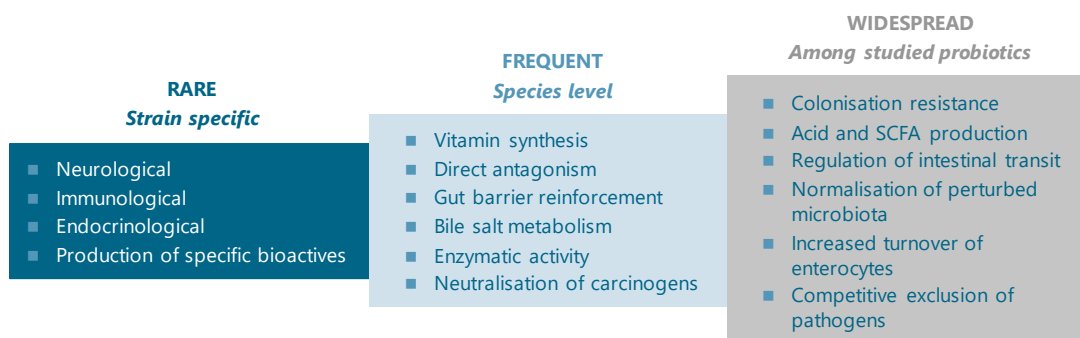 RARE
Strain specific
Neurological
Immunological
Endocrinological
Production of specific bioactives
FREQUENT
Species level
Vitamin synthesis
Direct antagonism
Gut barrier reinforcement
Bile salt metabolism
Enzymatic activity
Neutralisation of carcinogens
WIDESPREAD
Among studied probiotics
Colonisation resistance
Acid and SCFA production
Regulation of intestinal transit
Normalisation of perturbed
microbiota
Increased turnover of
enterocytes
Competitive exclusion of
pathogens